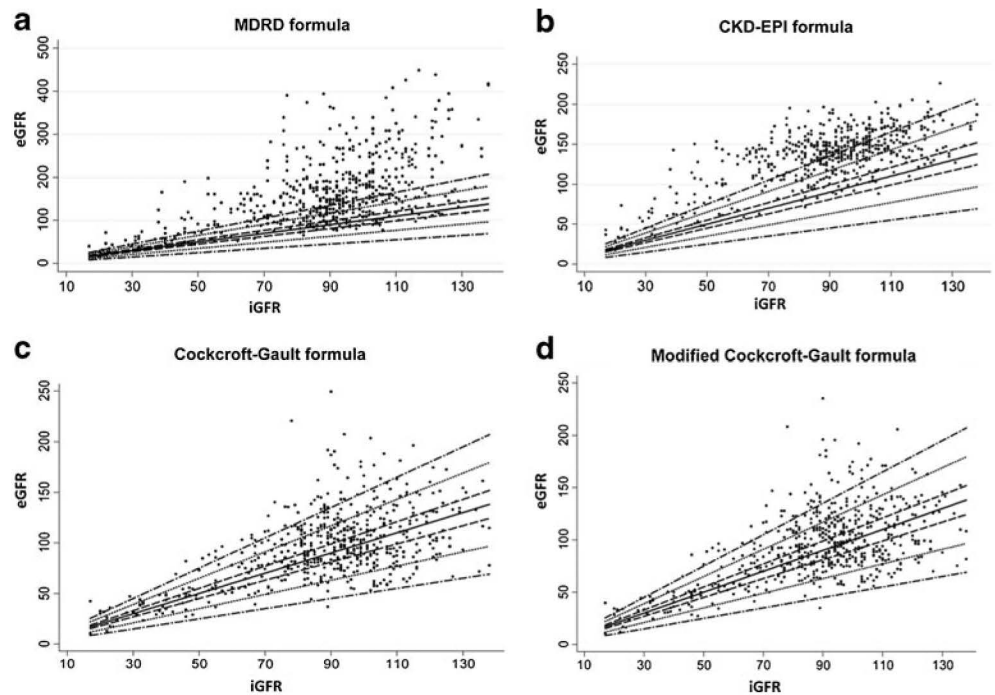 a
MDRD formula
eGFR
500
400
300
200
100
0
10 30 50 70 90 110 130
iGFR
b
CKD-EPI formula
eGFR
250
200
150
100
50
0
10 30 50 70 90 110 130
iGFR
c
Cockcroft-Gault formula
eGFR
250
200
150
100
50
0
10 30 50 70 90 110 130
iGFR
d
Modified Cockcroft-Gault formula
eGFR
250
200
150
100
50
0
10 30 50 70 90 110 130
iGFR